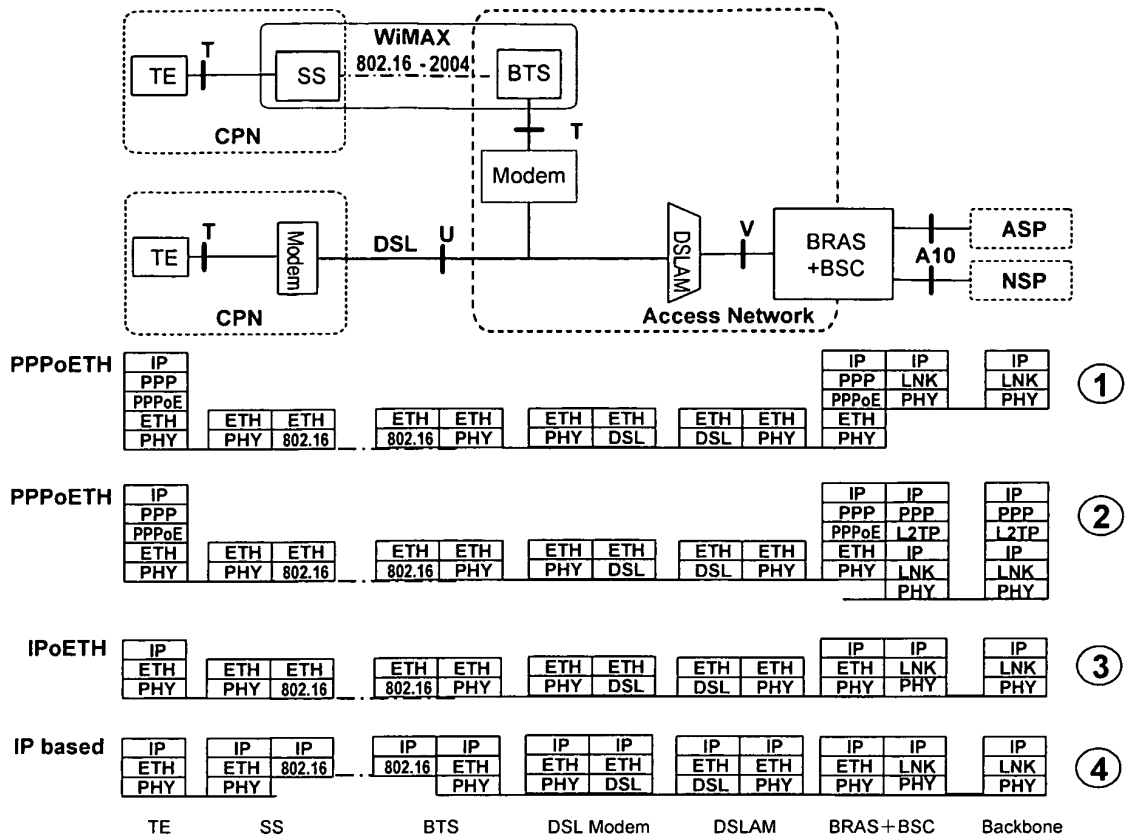 WiMAX
T
TE
SS
802.16 - 2004
BTS
CPN
T
Modem
T
TE
Modem
DSL
U
DSLAM
V
BRAS
+BSC
A10
ASP
NSP
CPN
Access Network
PPPoETH
IP IP IP IP
PPP PPP LNK LNK
PPPoE PPPoE PHY PHY
ETH ETH ETH ETH ETH ETH ETH ETH ETH ETH
PHY PHY 802.16 802.16 PHY PHY DSL DSL PHY PHY
1
PPPoETH
IP IP IP IP
PPP PPP PPP PPP
PPPoE PPPoE L2TP L2TP
ETH ETH ETH ETH ETH ETH ETH ETH ETH ETH IP IP
PHY PHY 802.16 802.16 PHY PHY DSL DSL PHY PHY LNK LNK
PHY PHY
2
IPoETH
IP IP IP IP
ETH ETH ETH ETH ETH ETH ETH ETH ETH ETH LNK LNK
PHY PHY 802.16 802.16 PHY PHY DSL DSL PHY PHY PHY PHY
3
IP based
IP IP IP IP IP IP IP IP IP IP IP IP
ETH ETH 802.16 802.16 ETH ETH ETH ETH ETH ETH LNK LNK
PHY PHY PHY PHY DSL DSL PHY PHY PHY PHY
4
TE SS BTS DSL Modem DSLAM BRAS+BSC Backbone